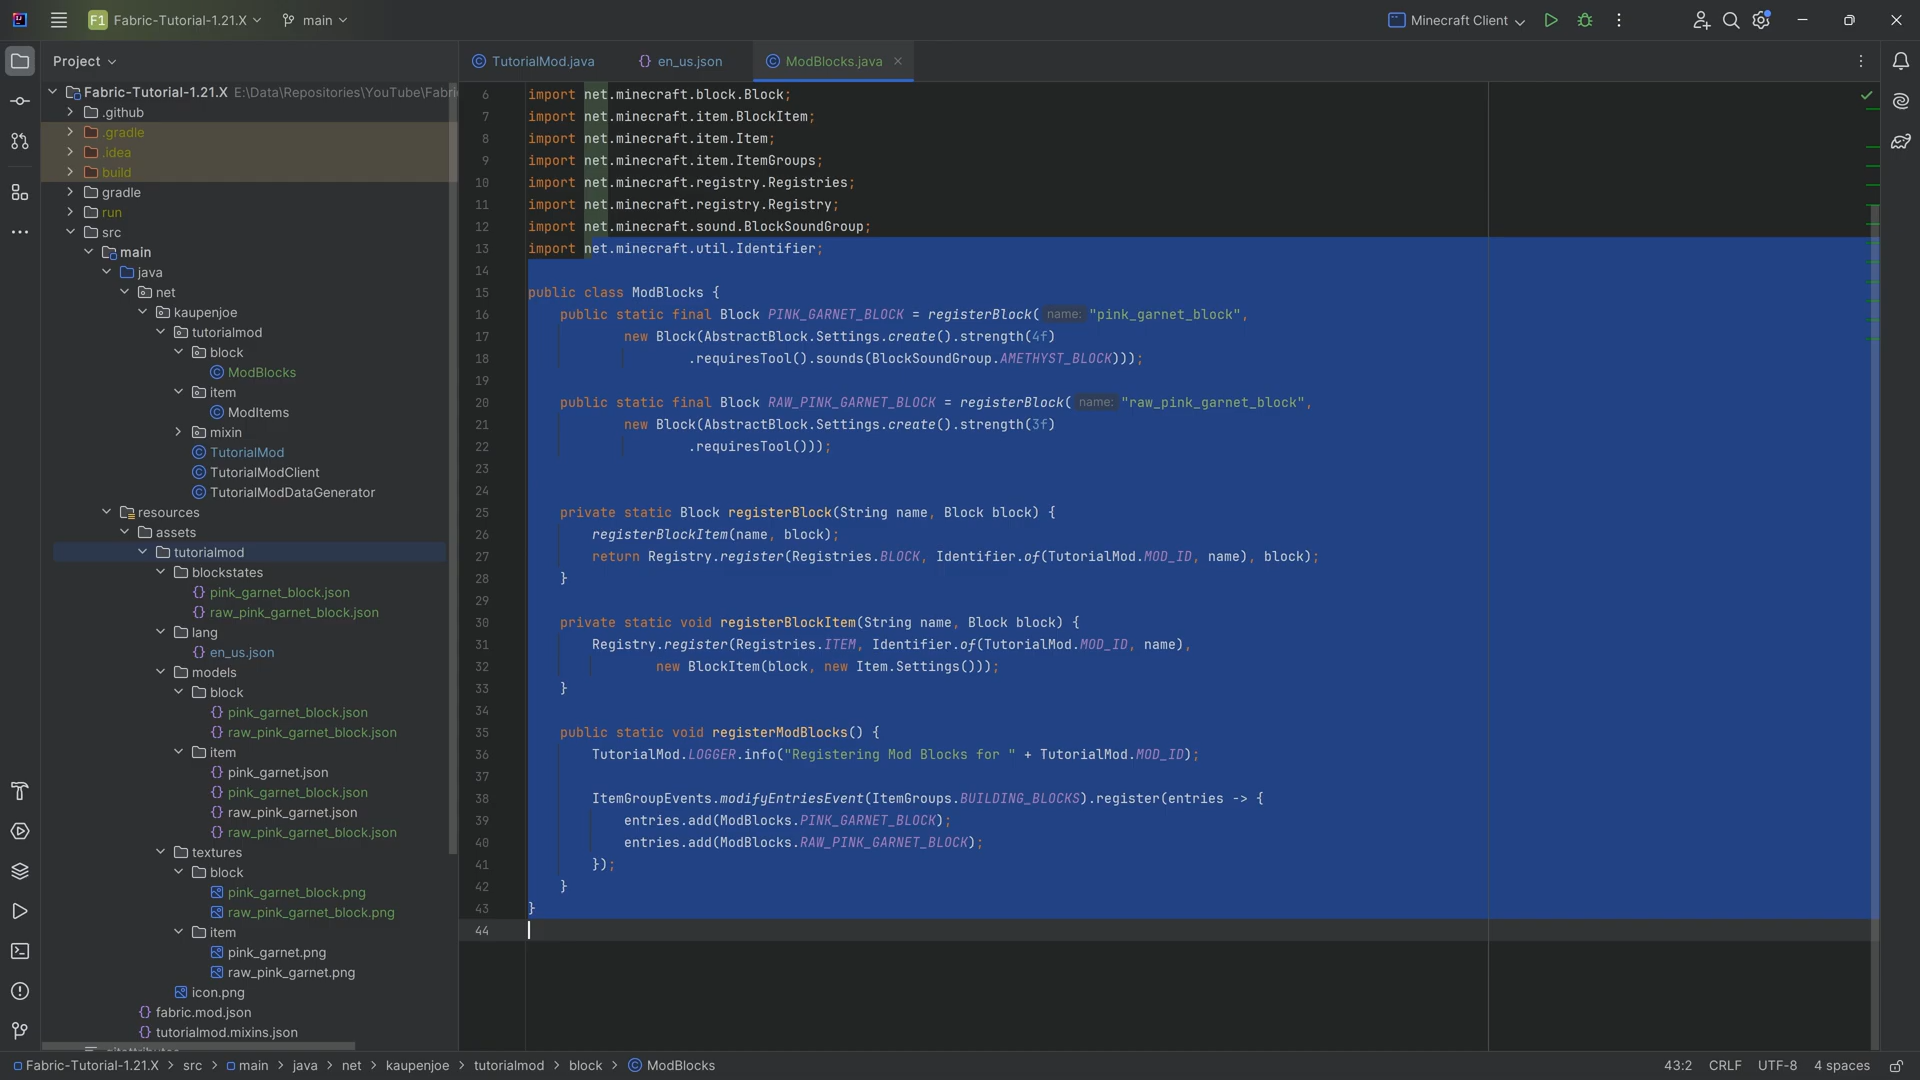 F1 Fabric-Tutorial-1.21.X main Minecraft Client
Project
TutorialMod.java en_us.json ModBlocks.java
Fabric-Tutorial-1.21.X E:\Data\Repositories\YouTube\Fabri
.github
.gradle
.idea
build
gradle
run
src
main
java
net
kaupenjoe
tutorialmod
block
ModBlocks
item
ModItems
mixin
TutorialMod
TutorialModClient
TutorialModDataGenerator
resources
assets
tutorialmod
blockstates
pink_garnet_block.json
raw_pink_garnet_block.json
lang
en_us.json
models
block
pink_garnet_block.json
raw_pink_garnet_block.json
item
pink_garnet.json
pink_garnet_block.json
raw_pink_garnet.json
raw_pink_garnet_block.json
textures
block
pink_garnet_block.png
raw_pink_garnet_block.png
item
pink_garnet.png
raw_pink_garnet.png
icon.png
fabric.mod.json
tutorialmod.mixins.json
6 import net.minecraft.block.Block;
7 import net.minecraft.item.BlockItem;
8 import net.minecraft.item.Item;
9 import net.minecraft.item.ItemGroups;
10 import net.minecraft.registry.Registries;
11 import net.minecraft.registry.Registry;
12 import net.minecraft.sound.BlockSoundGroup;
13 import net.minecraft.util.Identifier;
14
15 public class ModBlocks {
16 public static final Block PINK_GARNET_BLOCK = registerBlock( name: "pink_garnet_block",
17 new Block(AbstractBlock.Settings.create().strength(4f)
18 .requiresTool().sounds(BlockSoundGroup.AMETHYST_BLOCK)));
19
20 public static final Block RAW_PINK_GARNET_BLOCK = registerBlock( name: "raw_pink_garnet_block",
21 new Block(AbstractBlock.Settings.create().strength(3f)
22 .requiresTool()));
23
24
25 private static Block registerBlock(String name, Block block) {
26 registerBlockItem(name, block);
27 return Registry.register(Registries.BLOCK, Identifier.of(TutorialMod.MOD_ID, name), block);
28 }
29
30 private static void registerBlockItem(String name, Block block) {
31 Registry.register(Registries.ITEM, Identifier.of(TutorialMod.MOD_ID, name),
32 new BlockItem(block, new Item.Settings()));
33 }
34
35 public static void registerModBlocks() {
36 TutorialMod.LOGGER.info("Registering Mod Blocks for " + TutorialMod.MOD_ID);
37
38 ItemGroupEvents.modifyEntriesEvent(ItemGroups.BUILDING_BLOCKS).register(entries -> {
39 entries.add(ModBlocks.PINK_GARNET_BLOCK);
40 entries.add(ModBlocks.RAW_PINK_GARNET_BLOCK);
41 });
42 }
43 }
44
Fabric-Tutorial-1.21.X > src > main > java > net > kaupenjoe > tutorialmod > block > ModBlocks 43:2 CRLF UTF-8 4 spaces